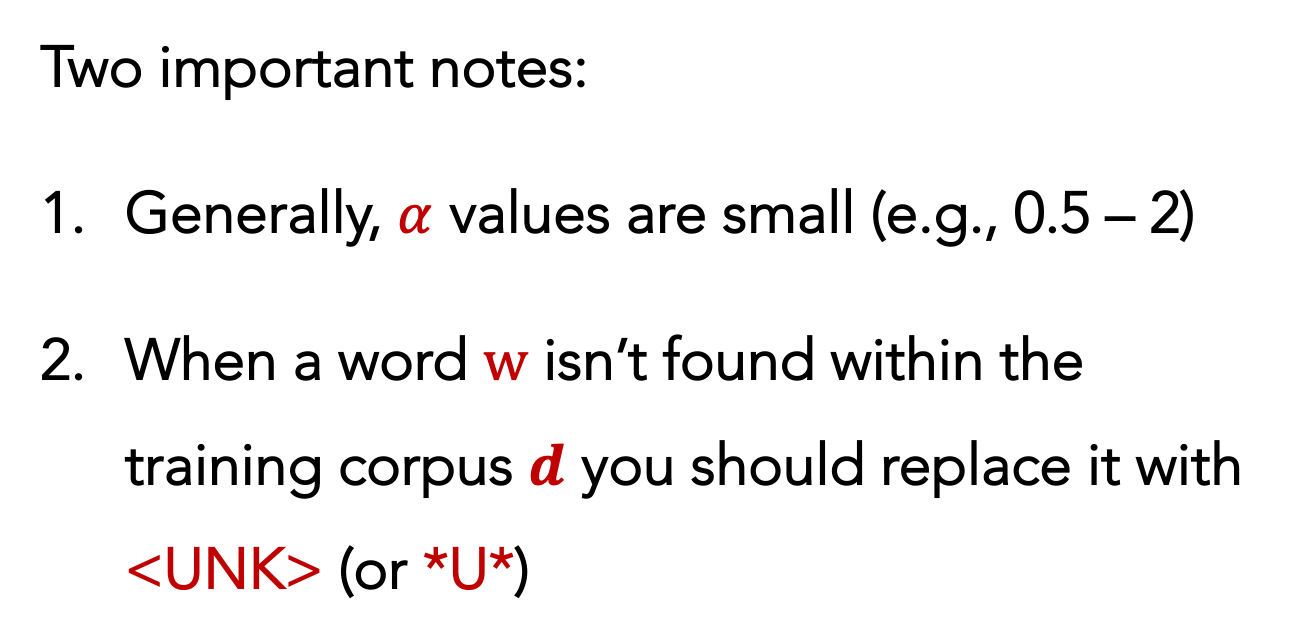 Two important notes:
1. Generally, α values are small (e.g., 0.5 – 2)
2. When a word w isn’t found within the
training corpus d you should replace it with
<UNK> (or *U*)